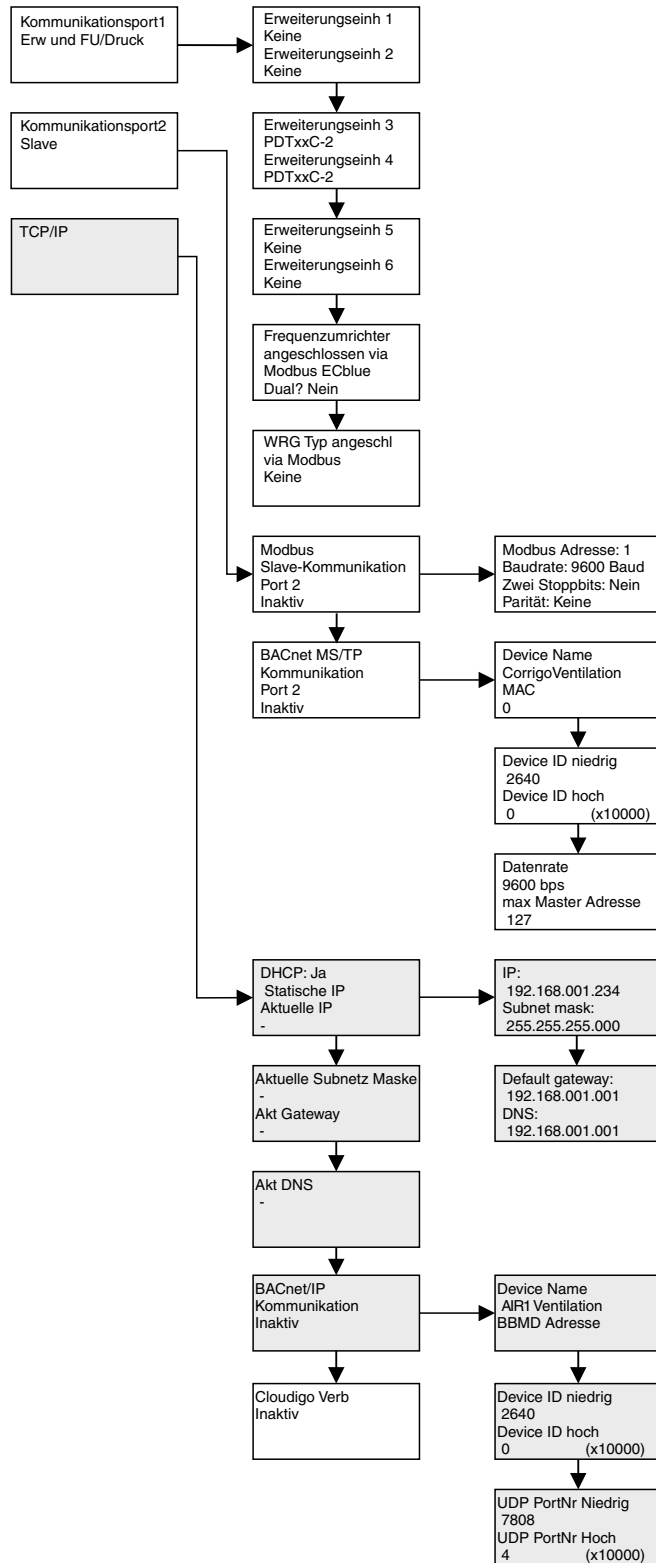 Kommunikationsport1
Erw und FU/Druck
Erweiterungseinh 1
Keine
Erweiterungseinh 2
Keine
Kommunikationsport2
Slave
Erweiterungseinh 3
PDTxxC-2
Erweiterungseinh 4
PDTxxC-2
TCP/IP
Erweiterungseinh 5
Keine
Erweiterungseinh 6
Keine
Frequenzumrichter
angeschlossen via
Modbus ECblue
Dual? Nein
WRG Typ angeschl
via Modbus
Keine
Modbus
Slave-Kommunikation
Port 2
Inaktiv
Modbus Adresse: 1
Baudrate: 9600 Baud
Zwei Stoppbits: Nein
Parität: Keine
BACnet MS/TP
Kommunikation
Port 2
Inaktiv
Device Name
CorrigoVentilation
MAC
0
Device ID niedrig
2640
Device ID hoch
0 (x10000)
Datenrate
9600 bps
max Master Adresse
127
DHCP: Ja
Statische IP
Aktuelle IP
-
IP:
192.168.001.234
Subnet mask:
255.255.255.000
Aktuelle Subnetz Maske
-
Akt Gateway
-
Default gateway:
192.168.001.001
DNS:
192.168.001.001
Akt DNS
-
BACnet/IP
Kommunikation
Inaktiv
Device Name
AIR1Ventilation
BBMD Adresse
Cloudigo Verb
Inaktiv
Device ID niedrig
2640
Device ID hoch
0 (x10000)
UDP PortNr Niedrig
7808
UDP PortNr Hoch
4 (x10000)